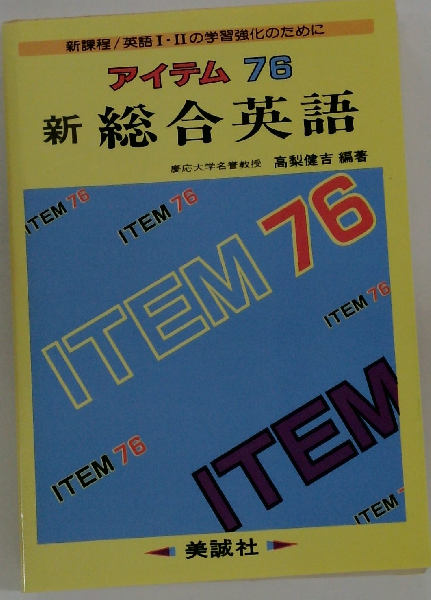 新課程/英語Ⅰ・Ⅱの学習強化のために
アイテム 76
新 総合英語
慶応大学名誉教授 高梨健吉 編著
ITEM 76
ITEM 76
ITEM 76
ITEM 76
ITEM 76
ITEM
ITEM 7
美誠社